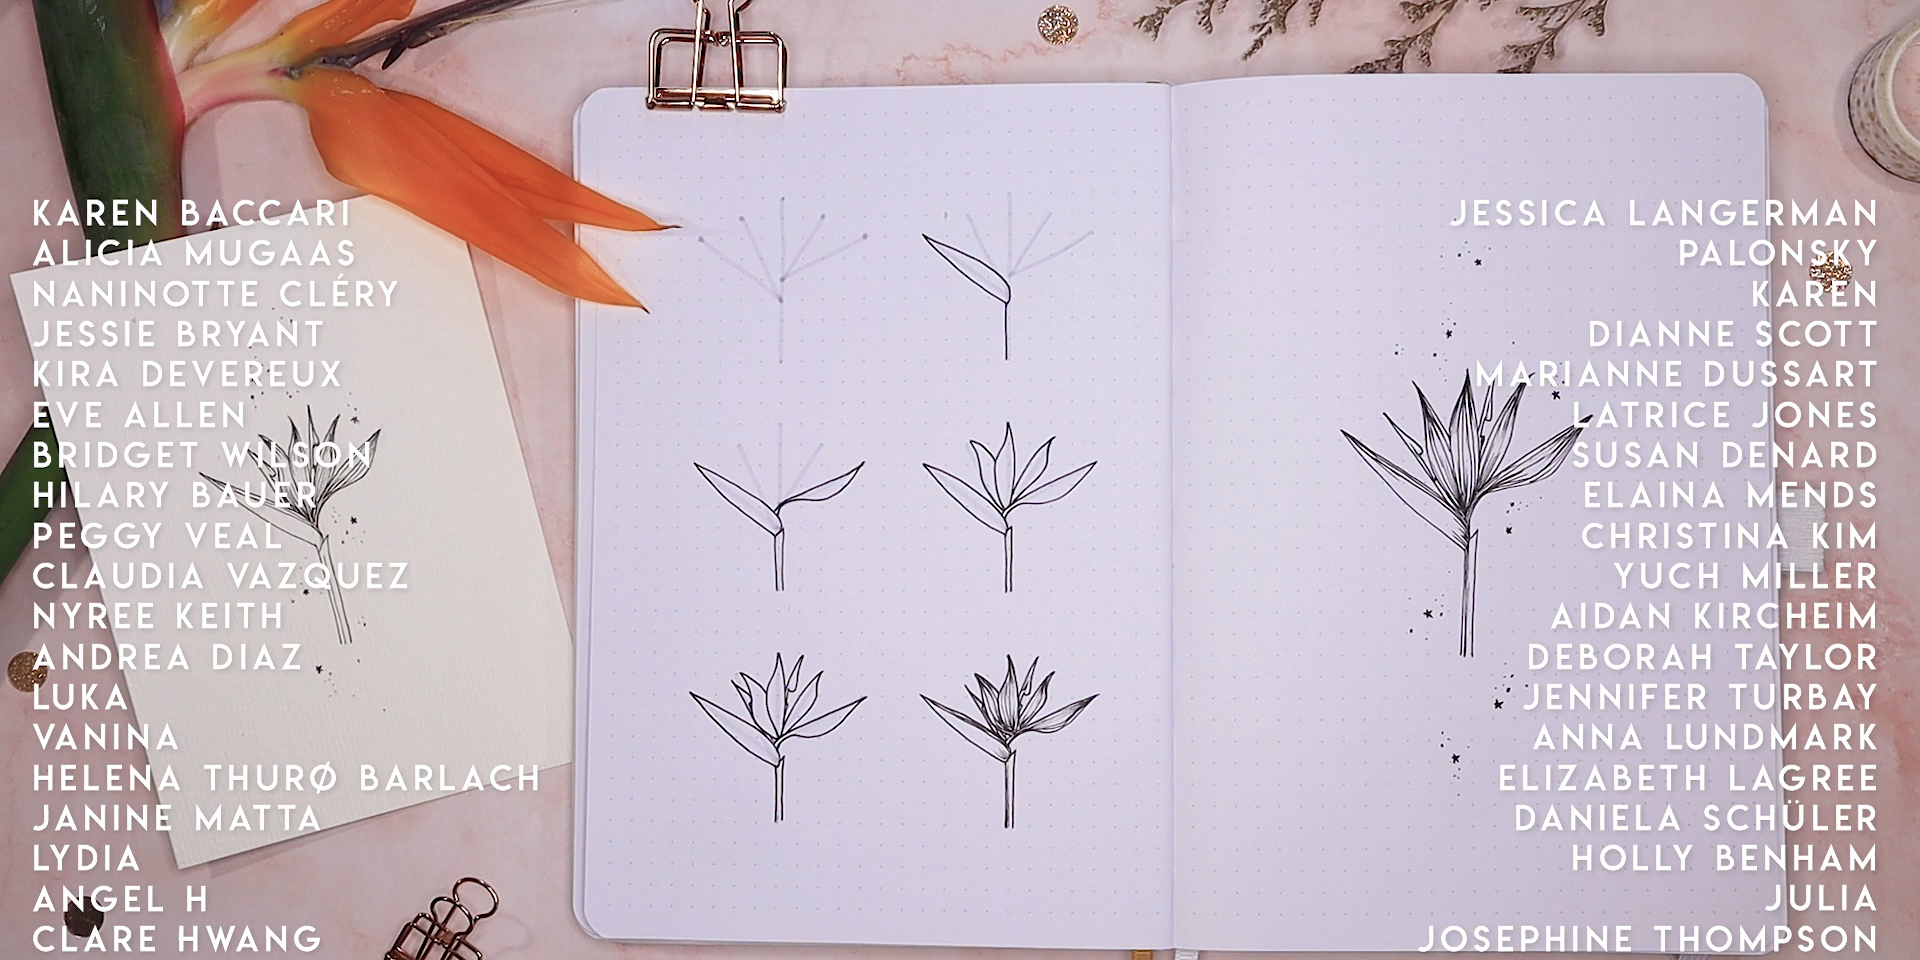 KAREN BACCARI
ALICIA MUGAAS
NANINOTTE CLÉRY
JESSIE BRYANT
KIRA DEVEREUX
EVE ALLEN
BRIDGET WILSON
HILARY BAUER
PEGGY VEAL
CLAUDIA VAZQUEZ
NYREE KEITH
ANDREA DIAZ
LUKA
VANINA
HELENA THURØ BARLACH
JANINE MATTA
LYDIA
ANGEL H
CLARE HWANG
JESSICA LANGERMAN
PALONSKY
KAREN
DIANNE SCOTT
MARIANNE DUSSART
LATRICE JONES
SUSAN DENARD
ELAINA MENDS
CHRISTINA KIM
YUCH MILLER
AIDAN KIRCHEIM
DEBORAH TAYLOR
JENNIFER TURBAY
ANNA LUNDMARK
ELIZABETH LAGREE
DANIELA SCHÜLER
HOLLY BENHAM
JULIA
JOSEPHINE THOMPSON